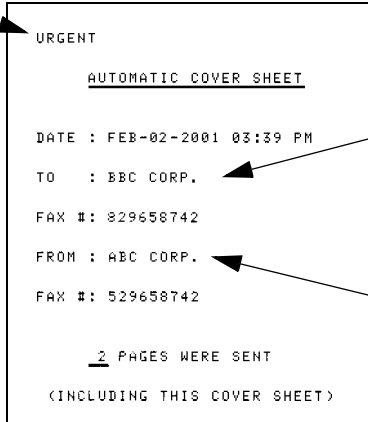 URGENT
AUTOMATIC COVER SHEET
DATE : FEB-02-2001 03:39 PM
TO : BBC CORP.
FAX #: 829658742
FROM : ABC CORP.
FAX #: 529658742
2 PAGES WERE SENT
(INCLUDING THIS COVER SHEET)